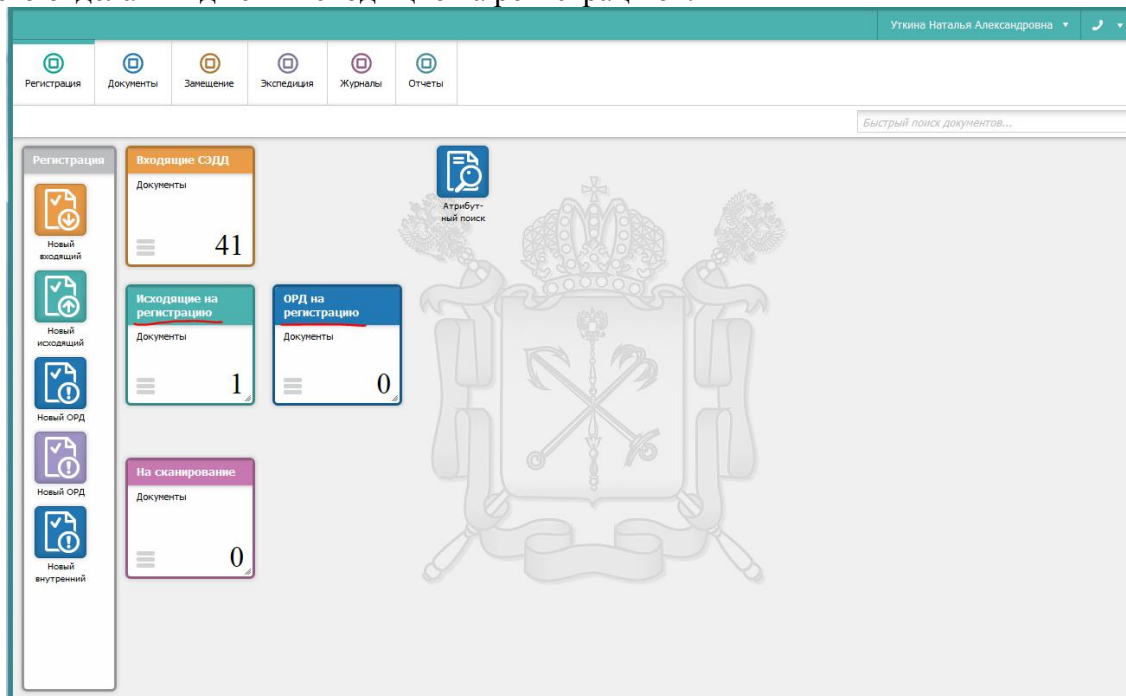 Уткина Наталья Александровна
Регистрация
Документы
Замещение
Экспедиция
Журналы
Отчеты
Быстрый поиск документов...
Регистрация
Новый
входящий
Новый
исходящий
Новый ОРД
Новый ОРД
Новый
внутренний
Входящие СЭДД
Документы
41
Исходящие на
регистрацию
Документы
1
ОРД на
регистрацию
Документы
0
На сканирование
Документы
0
Атрибут-
ный поиск